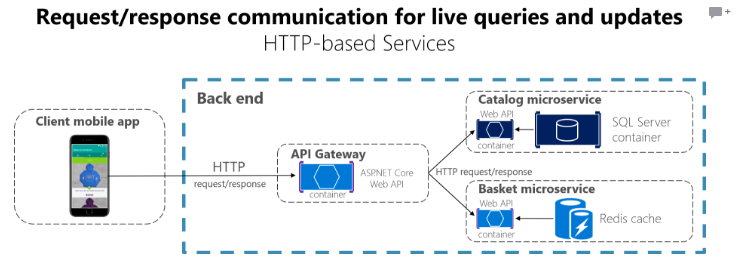 Request/response communication for live queries and updates
HTTP-based Services
+
Back end
Client mobile app
HTTP
request/response
API Gateway
container
ASP.NET Core
Web API
HTTP request/response
Catalog microservice
Web API
container
SQL Server
container
Basket microservice
Web API
container
Redis cache